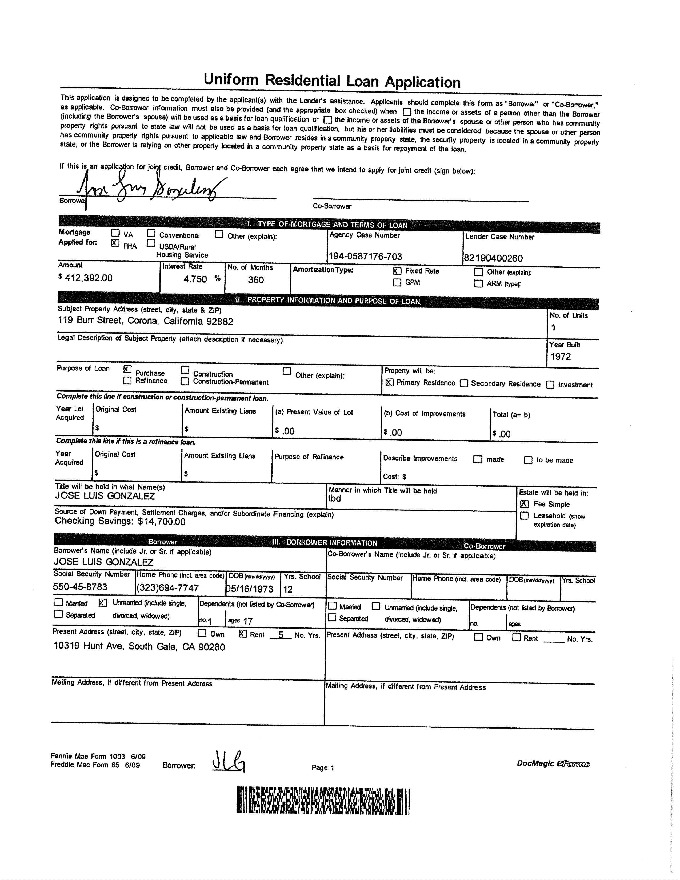 Uniform Residential Loan Application
This application is designed to be completed by the applicant(s) with the Lender's assistance. Applicants should complete this form as "Borrower" or "Co-Borrower,"
as applicable. Co-Borrower information must also be provided (and the appropriate box checked) when the income or assets of a person other than the Borrower
(including the Borrower's spouse) will be used as a basis for loan qualification or the income or assets of the Borrower's spouse or other person who has community
property rights pursuant to state law will not be used as a basis for loan qualification, but his or her liabilities must be considered because the spouse or other person
has community property rights pursuant to applicable law and Borrower resides in a community property state, the security property is located in a community property
state, or the Borrower is relying on other property located in a community property state as a basis for repayment of the loan.
If this is an application for joint credit, Borrower and Co-Borrower each agree that we intend to apply for joint credit (sign below):
Borrower Co-Borrower
I. TYPE OF MORTGAGE AND TERMS OF LOAN
Mortgage VA Conventional Other (explain): Agency Case Number Lender Case Number
Applied for: X FHA USDA/Rural
Housing Service 194-0587176-703 82190400260
Amount Interest Rate No. of Months Amortization Type: X Fixed Rate Other (explain)
$ 412,392.00 4.750 % 360 GPM ARM (type):
II. PROPERTY INFORMATION AND PURPOSE OF LOAN
Subject Property Address (street, city, state & ZIP) No. of Units
119 Burr Street, Corona, California 92882 1
Legal Description of Subject Property (attach description if necessary) Year Built
1972
Purpose of Loan X Purchase Construction Other (explain): Property will be:
Refinance Construction-Permanent X Primary Residence Secondary Residence Investment
Complete this line if construction or construction-permanent loan.
Year Lot Original Cost Amount Existing Liens (a) Present Value of Lot (b) Cost of Improvements Total (a+ b)
Acquired
$ $ $ .00 $ .00 $ .00
Complete this line if this is a refinance loan.
Year Original Cost Amount Existing Liens Purpose of Refinance Describe Improvements made to be made
Acquired
$ $ Cost: $
Title will be held in what Name(s) Manner in which Title will be held Estate will be held in:
JOSE LUIS GONZALEZ tbd X Fee Simple
Source of Down Payment, Settlement Charges, and/or Subordinate Financing (explain) Leasehold (show
Checking Savings: $14,700.00 expiration date)
Borrower III. BORROWER INFORMATION Co-Borrower
Borrower's Name (include Jr. or Sr. if applicable) Co-Borrower's Name (include Jr. or Sr. if applicable)
JOSE LUIS GONZALEZ
Social Security Number Home Phone (incl. area code) DOB (mm/dd/yyyy) Yrs. School Social Security Number Home Phone (incl. area code) DOB (mm/dd/yyyy) Yrs. School
550-45-8783 (323)694-7747 05/16/1973 12
Married X Unmarried (include single, Dependents (not listed by Co-Borrower) Married Unmarried (include single, Dependents (not listed by Borrower)
Separated divorced, widowed) no. 1 ages 17 Separated divorced, widowed) no. ages
Present Address (street, city, state, ZIP) Own X Rent 5 No. Yrs. Present Address (street, city, state, ZIP) Own Rent No. Yrs.
10319 Hunt Ave, South Gate, CA 90280
Mailing Address, if different from Present Address Mailing Address, if different from Present Address
Fannie Mae Form 1003 6/09
Freddie Mac Form 65 6/09 Borrower: JLG Page 1 DocMagic